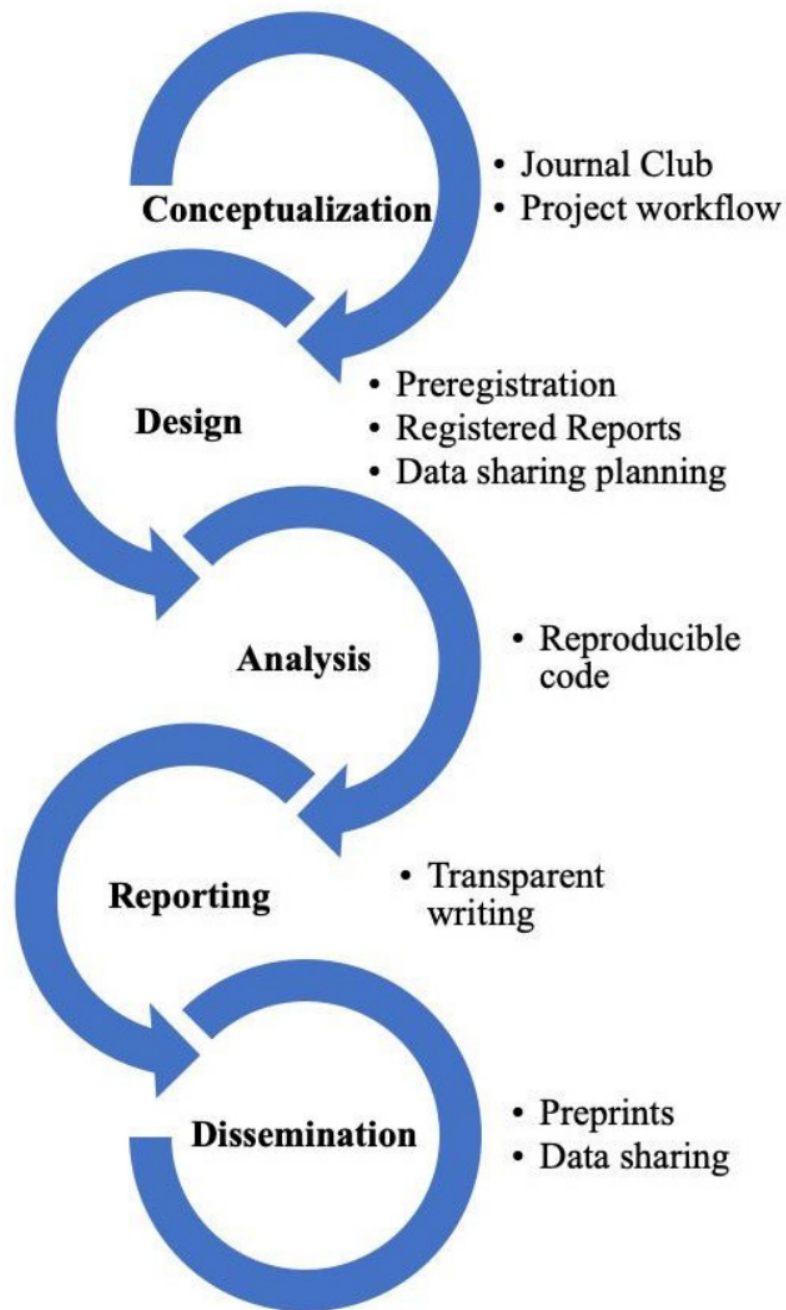 Conceptualization
• Journal Club
• Project workflow
Design
• Preregistration
• Registered Reports
• Data sharing planning
Analysis
• Reproducible
code
Reporting
• Transparent
writing
Dissemination
• Preprints
• Data sharing